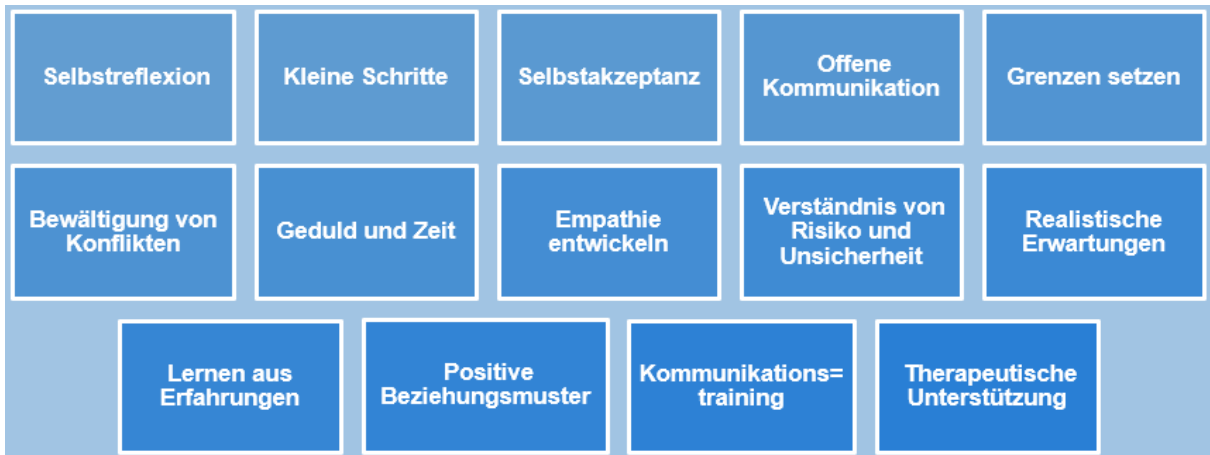 Selbstreflexion
Kleine Schritte
Selbstakzeptanz
Offene
Kommunikation
Grenzen setzen
Bewältigung von
Konflikten
Geduld und Zeit
Empathie
entwickeln
Verständnis von
Risiko und
Unsicherheit
Realistische
Erwartungen
Lernen aus
Erfahrungen
Positive
Beziehungsmuster
Kommunikations=
training
Therapeutische
Unterstützung